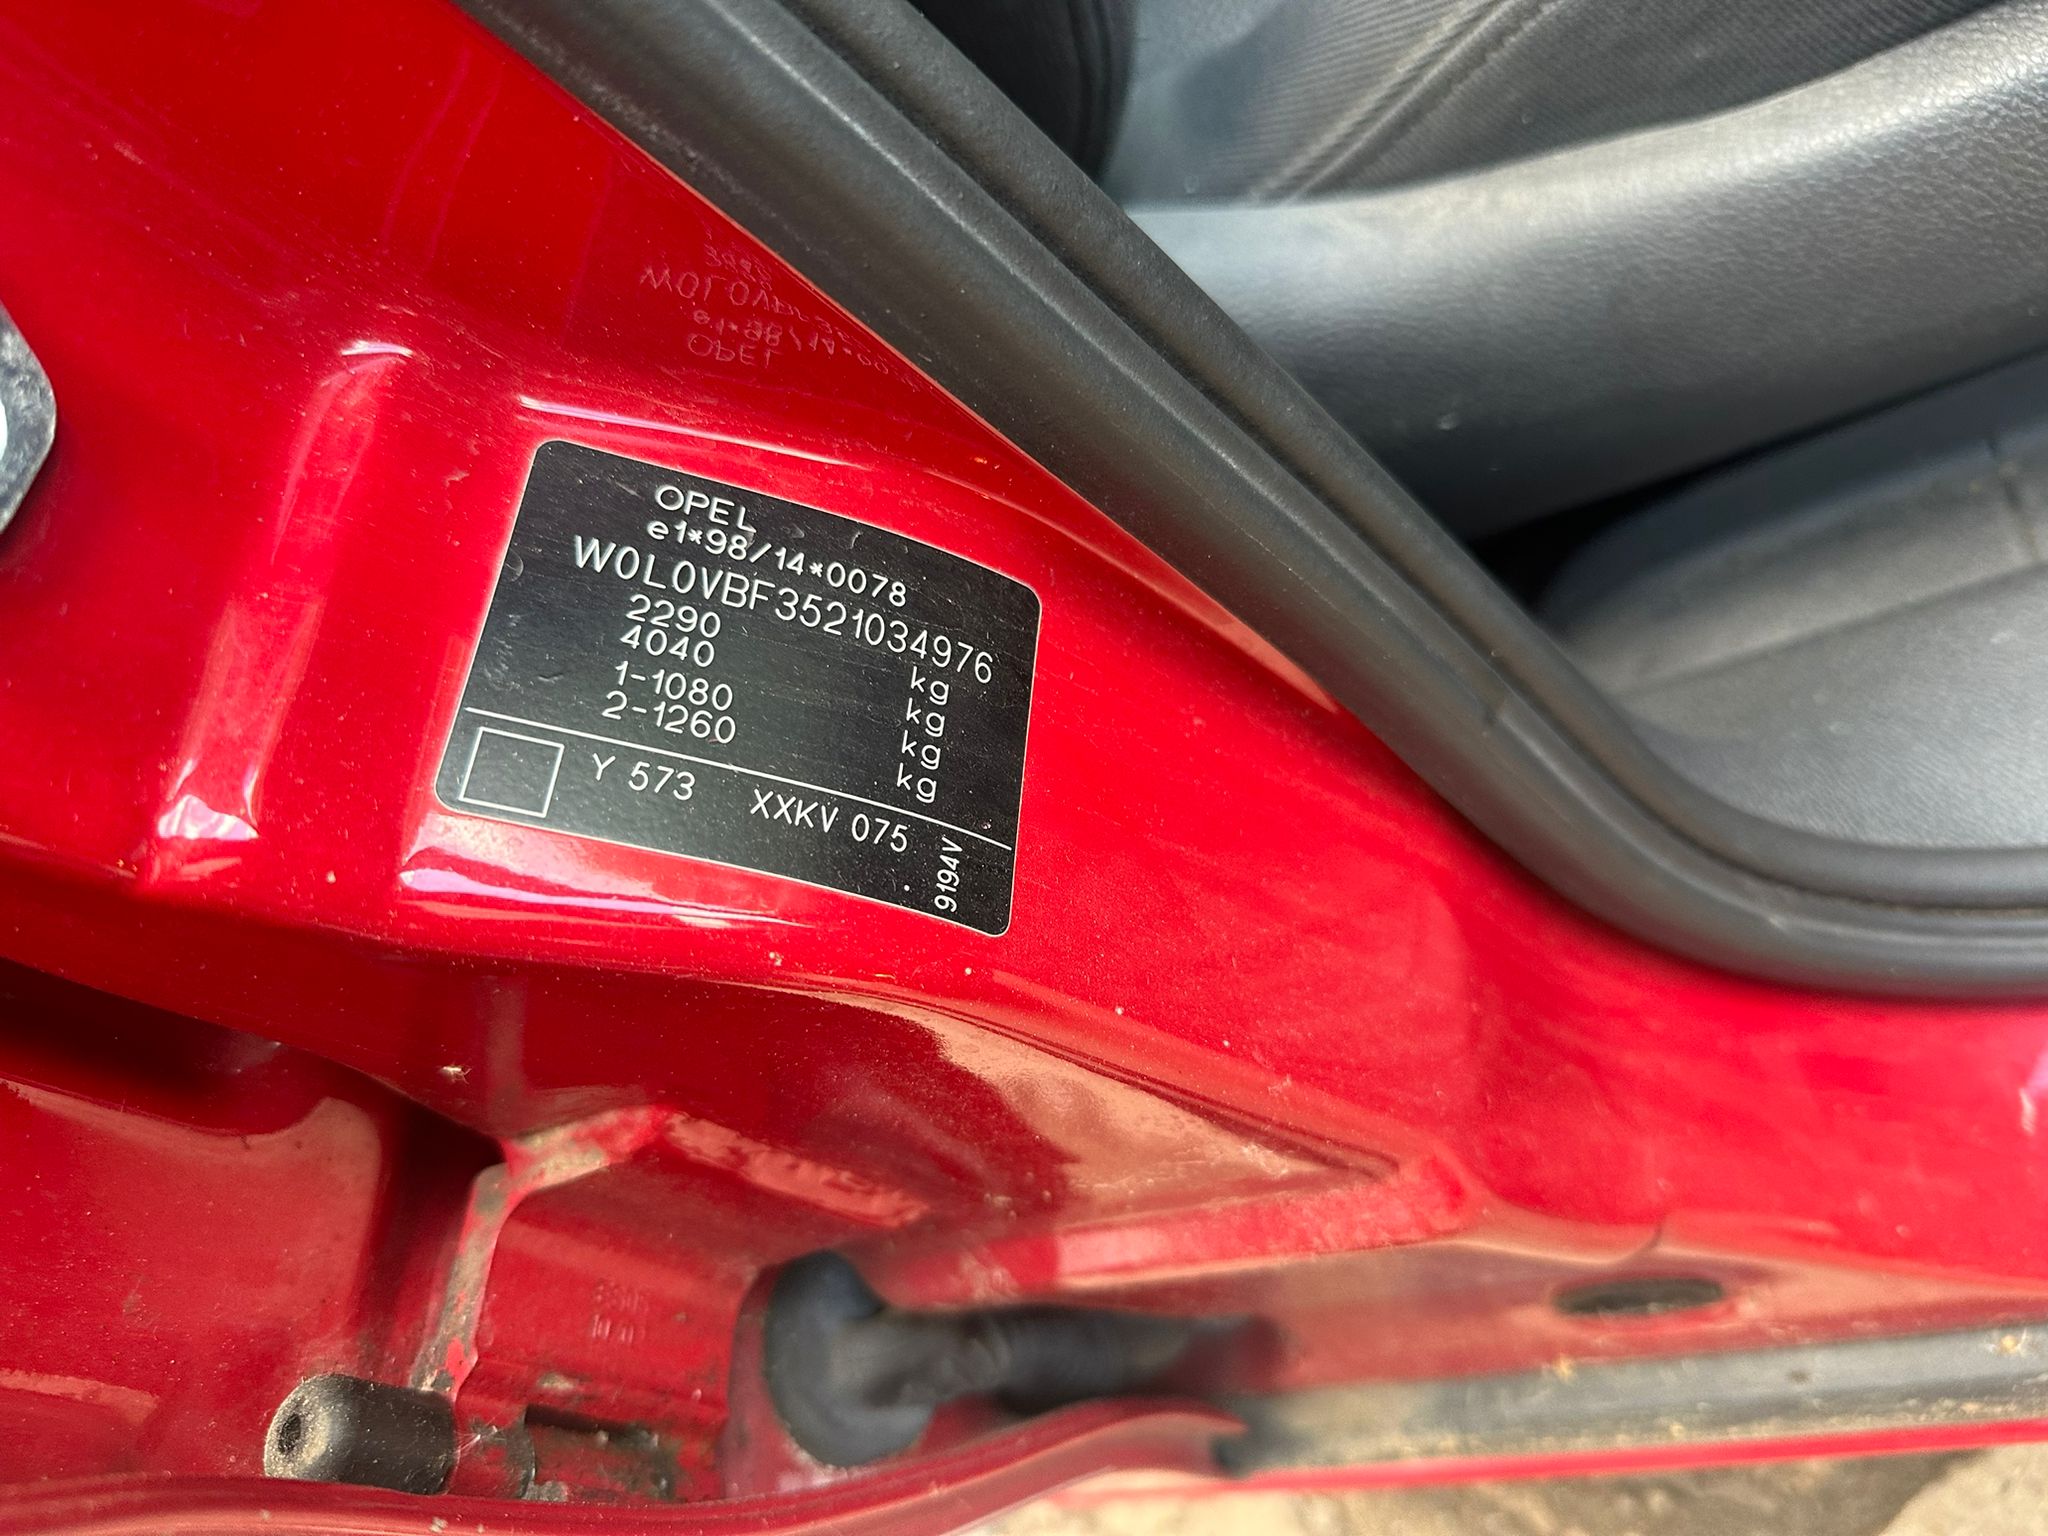 OPEL
e1*98/14*0078
W0L0VBF3521034976
2290 kg
4040 kg
1-1080 kg
2-1260 kg
Y 573 XXKV 075
9194V